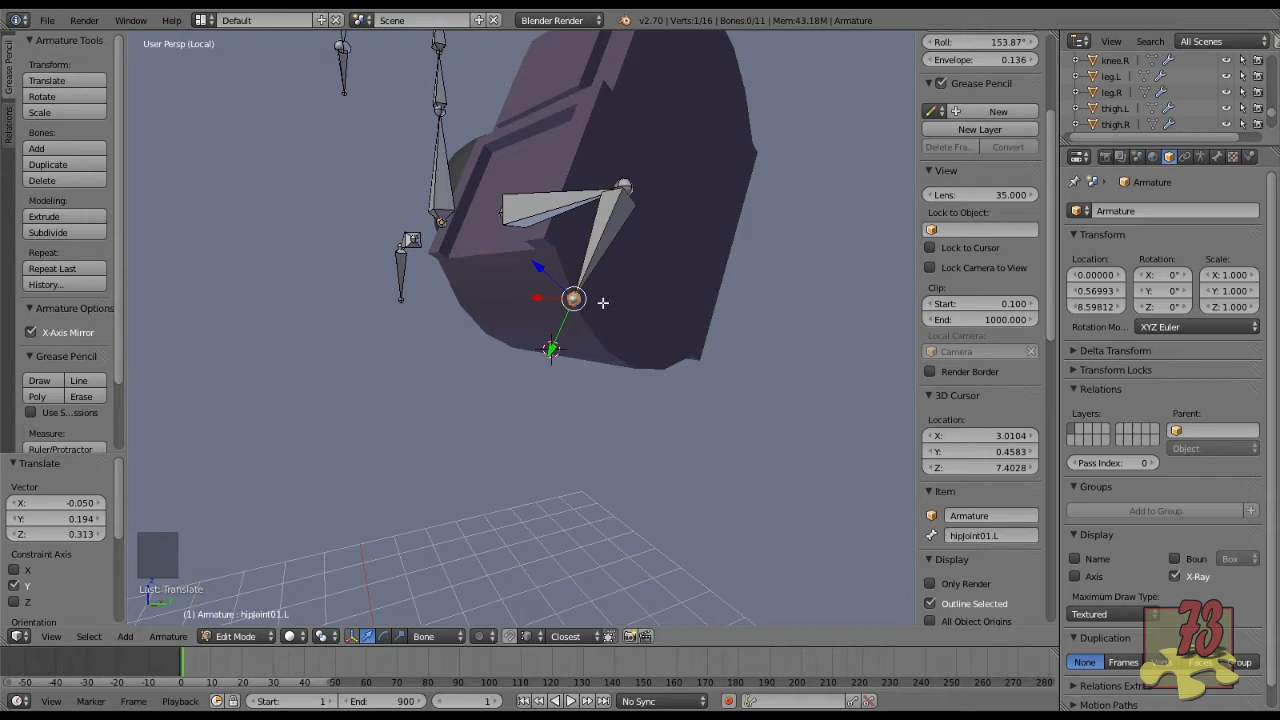 File Render Window Help Default Scene Blender Render v2.70 | Verts:1/16 | Bones:0/11 | Mem:43.18M | Armature
User Persp (Local)
Grease Pencil
Relations
Armature Tools
Transform:
Translate
Rotate
Scale
Bones:
Add
Duplicate
Delete
Modeling:
Extrude
Subdivide
Repeat:
Repeat Last
History...
Armature Options
X-Axis Mirror
Grease Pencil
Draw Line
Poly Erase
Use S...ssions
Measure:
Ruler/Protractor
Translate
Vector
X: -0.050
Y: 0.194
Z: 0.313
Constraint Axis
X
Y
Z
Orientation
Last: Translate
(1) Armature : hipJoint01.L
Roll: 153.87°
Envelope: 0.136
Grease Pencil
New
New Layer
Delete Fra... Convert
View
Lens: 35.000
Lock to Object:
Lock to Cursor
Lock Camera to View
Clip:
Start: 0.100
End: 1000.000
Local Camera:
Camera
Render Border
3D Cursor
Location:
X: 3.0104
Y: 0.4583
Z: 7.4028
Item
Armature
hipJoint01.L
Display
Only Render
Outline Selected
All Object Origins
View Search All Scenes
knee.R
leg.L
leg.R
thigh.L
thigh.R
Armature
Armature
Transform
Location: Rotation: Scale:
0.00000 X: 0° X: 1.000
0.56993 Y: 0° Y: 1.000
8.59812 Z: 0° Z: 1.000
Rotation Mo... XYZ Euler
Delta Transform
Transform Locks
Relations
Layers: Parent:
Pass Index: 0 Object
Groups
Add to Group
Display
Name Boun Box
Axis X-Ray
Maximum Draw Type:
Textured
Duplication
None Frames Verts Faces Group
Relations Extras
Motion Paths
73
View Select Add Armature Edit Mode Bone Closest
-50 -40 -30 -20 -10 0 10 20 30 40 50 60 70 80 90 100 110 120 130 140 150 160 170 180 190 200 210 220 230 240 250 260 270 280
View Marker Frame Playback Start: 1 End: 900 1 No Sync